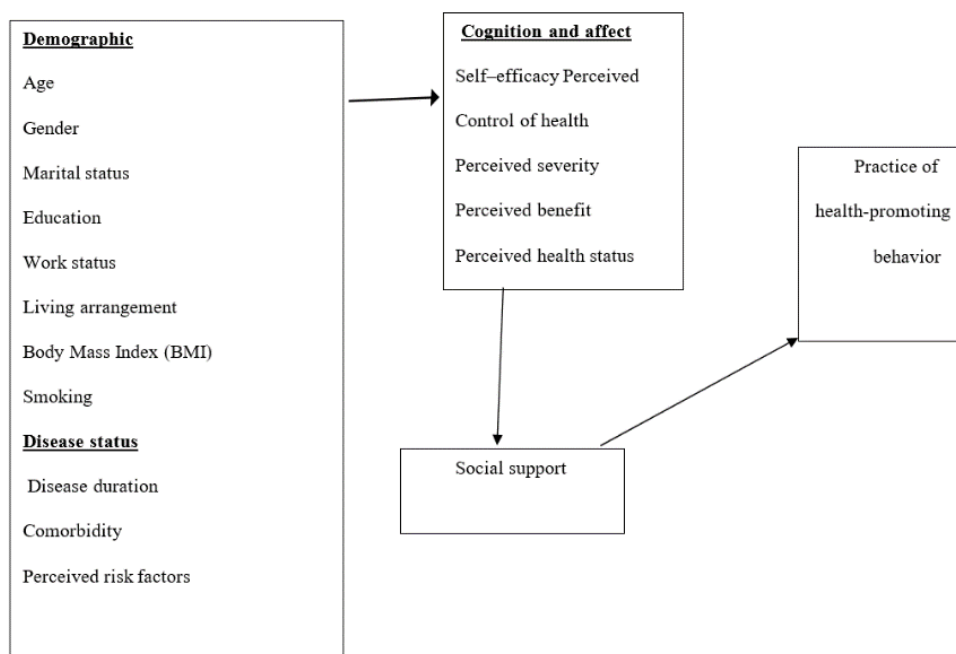 Demographic
Age
Gender
Marital status
Education
Work status
Living arrangement
Body Mass Index (BMI)
Smoking
Disease status
Disease duration
Comorbidity
Perceived risk factors
Cognition and affect
Self–efficacy Perceived
Control of health
Perceived severity
Perceived benefit
Perceived health status
Social support
Practice of
health-promoting
behavior